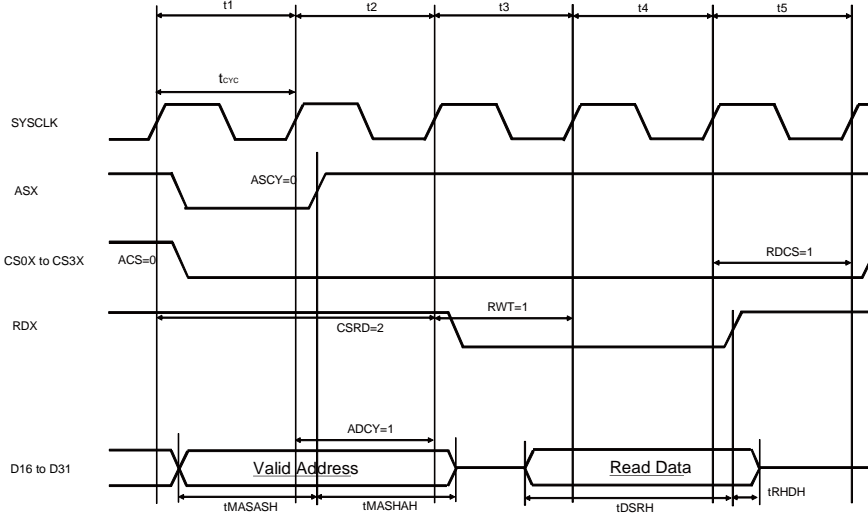 t1 t2 t3 t4 t5
tCYC
SYSCLK
ASCY=0
ASX
CS0X to CS3X ACS=0 RDCS=1
RWT=1
RDX
CSRD=2
ADCY=1
D16 to D31 Valid Address Read Data
tRHDH
tMASASH tMASHAH tDSRH